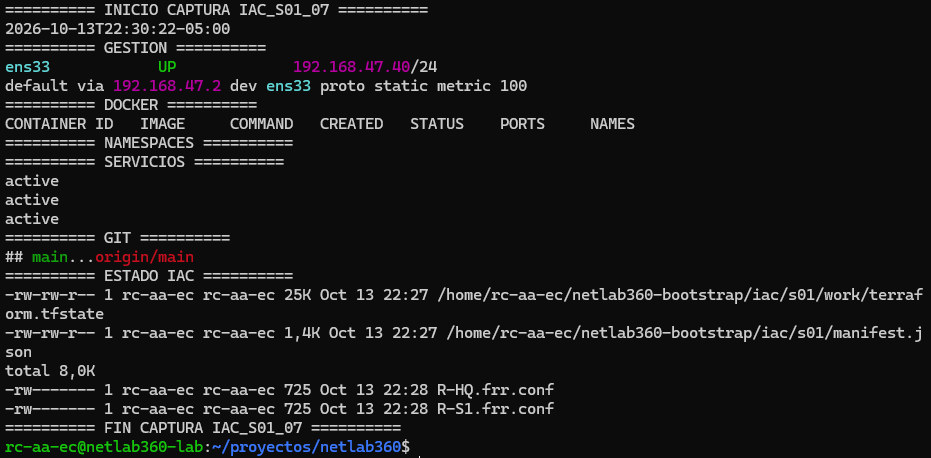 ========== INICIO CAPTURA IAC_S01_07 ==========
2026-10-13T22:30:22-05:00
========== GESTION ==========
ens33            UP             192.168.47.40/24
default via 192.168.47.2 dev ens33 proto static metric 100
========== DOCKER ==========
CONTAINER ID   IMAGE     COMMAND   CREATED   STATUS    PORTS     NAMES
========== NAMESPACES ==========
========== SERVICIOS ==========
active
active
active
========== GIT ==========
## main...origin/main
========== ESTADO IAC ==========
-rw-rw-r-- 1 rc-aa-ec rc-aa-ec 25K Oct 13 22:27 /home/rc-aa-ec/netlab360-bootstrap/iac/s01/work/terraf
orm.tfstate
-rw-rw-r-- 1 rc-aa-ec rc-aa-ec 1,4K Oct 13 22:27 /home/rc-aa-ec/netlab360-bootstrap/iac/s01/manifest.j
son
total 8,0K
-rw------- 1 rc-aa-ec rc-aa-ec 725 Oct 13 22:28 R-HQ.frr.conf
-rw------- 1 rc-aa-ec rc-aa-ec 725 Oct 13 22:28 R-S1.frr.conf
========== FIN CAPTURA IAC_S01_07 ==========
rc-aa-ec@netlab360-lab:~/proyectos/netlab360$